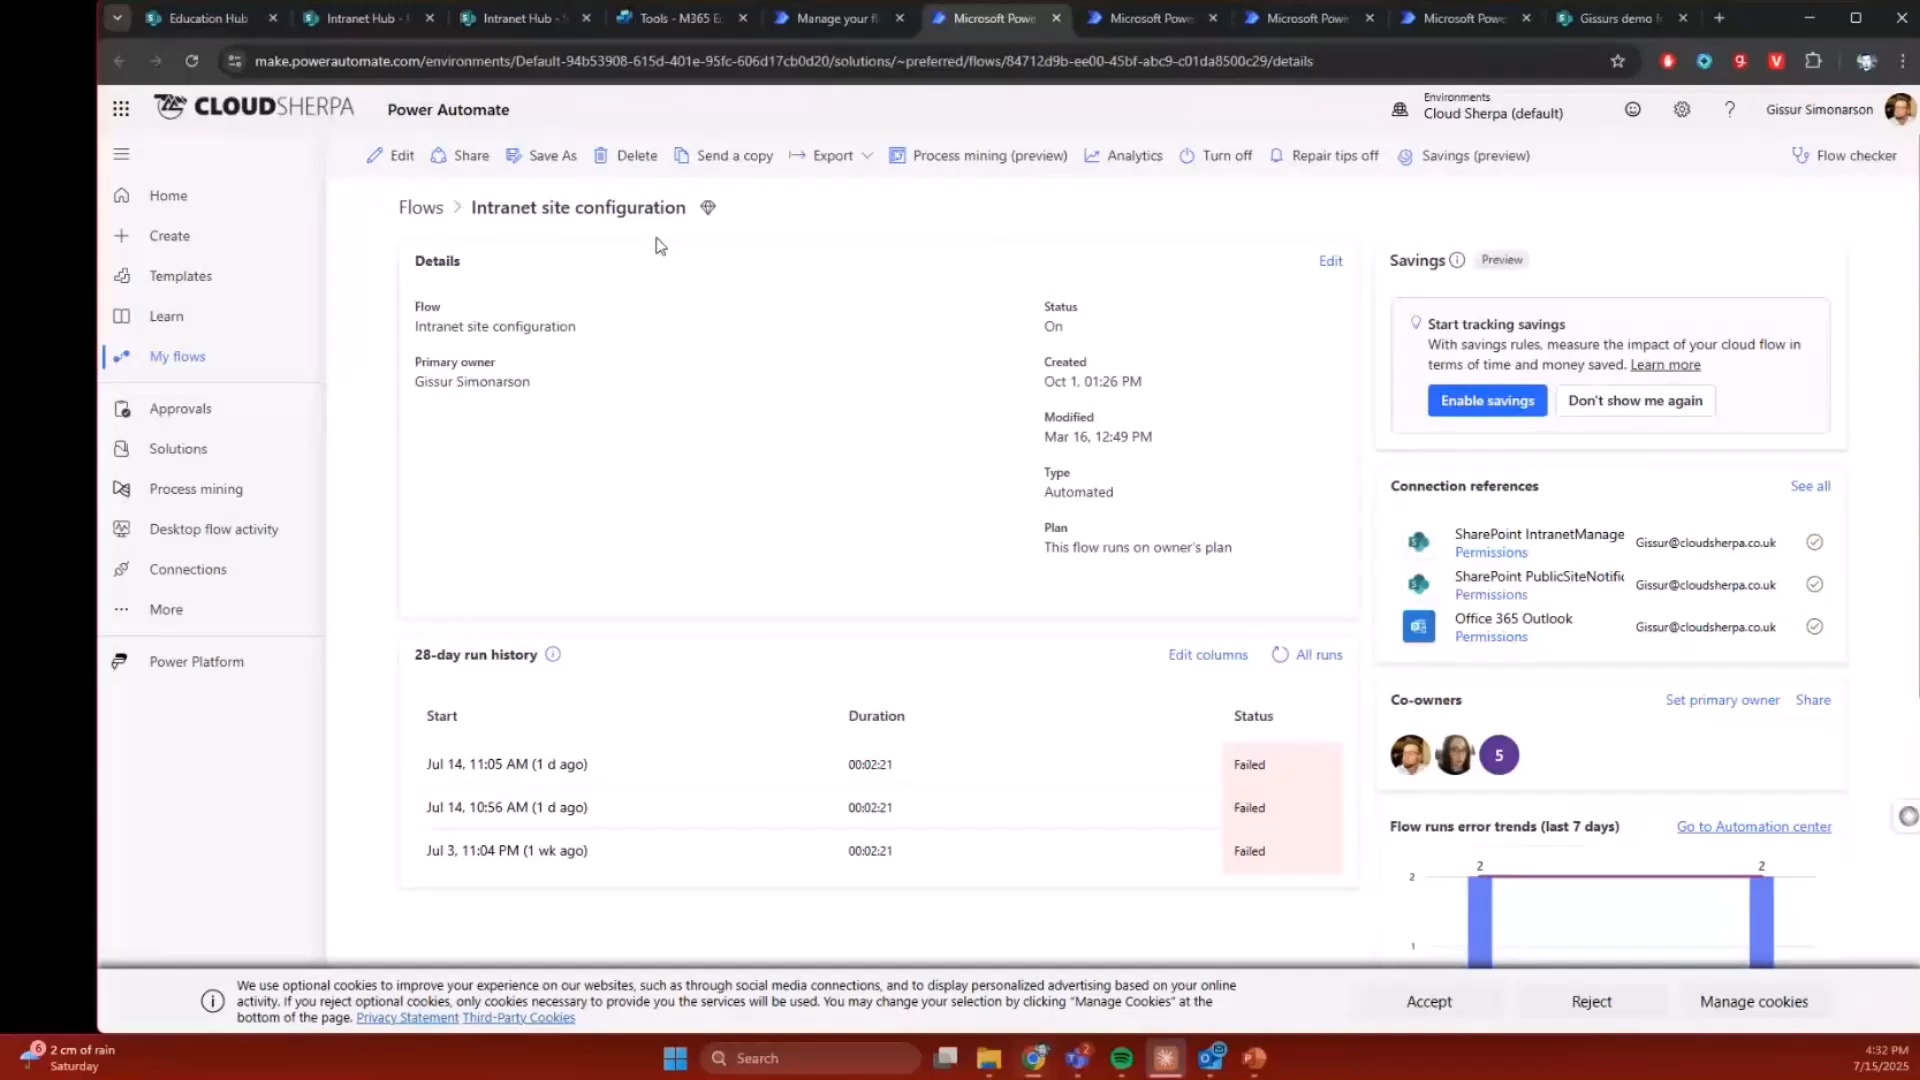 Education Hub
Intranet Hub -
Intranet Hub -
Tools - M365 E
Manage your fl
Microsoft Powe
Microsoft Powe
Microsoft Powe
Microsoft Powe
Gissurs demo f
make.powerautomate.com/environments/Default-94b53908-615d-401e-95fc-606d17cb0d20/solutions/~preferred/flows/84712d9b-ee00-45bf-abc9-c01da8500c29/details
CLOUDSHERPA
Power Automate
Environments
Cloud Sherpa (default)
Gissur Simonarson
Edit
Share
Save As
Delete
Send a copy
Export
Process mining (preview)
Analytics
Turn off
Repair tips off
Savings (preview)
Flow checker
Home
Create
Templates
Learn
My flows
Approvals
Solutions
Process mining
Desktop flow activity
Connections
More
Power Platform
Flows > Intranet site configuration
Details
Edit
Flow
Intranet site configuration
Primary owner
Gissur Simonarson
Status
On
Created
Oct 1, 01:26 PM
Modified
Mar 16, 12:49 PM
Type
Automated
Plan
This flow runs on owner's plan
28-day run history
Edit columns
All runs
Start Duration Status
Jul 14, 11:05 AM (1 d ago) 00:02:21 Failed
Jul 14, 10:56 AM (1 d ago) 00:02:21 Failed
Jul 3, 11:04 PM (1 wk ago) 00:02:21 Failed
Savings
Preview
Start tracking savings
With savings rules, measure the impact of your cloud flow in
terms of time and money saved. Learn more
Enable savings
Don't show me again
Connection references
See all
SharePoint IntranetManage
Permissions
Gissur@cloudsherpa.co.uk
SharePoint PublicSiteNotific
Permissions
Gissur@cloudsherpa.co.uk
Office 365 Outlook
Permissions
Gissur@cloudsherpa.co.uk
Co-owners
Set primary owner
Share
5
Flow runs error trends (last 7 days)
Go to Automation center
2 2
2
1
We use optional cookies to improve your experience on our websites, such as through social media connections, and to display personalized advertising based on your online
activity. If you reject optional cookies, only cookies necessary to provide you the services will be used. You may change your selection by clicking "Manage Cookies" at the
bottom of the page. Privacy Statement Third-Party Cookies
Accept
Reject
Manage cookies
6
2 cm of rain
Saturday
Search
2
4:32 PM
7/15/2025